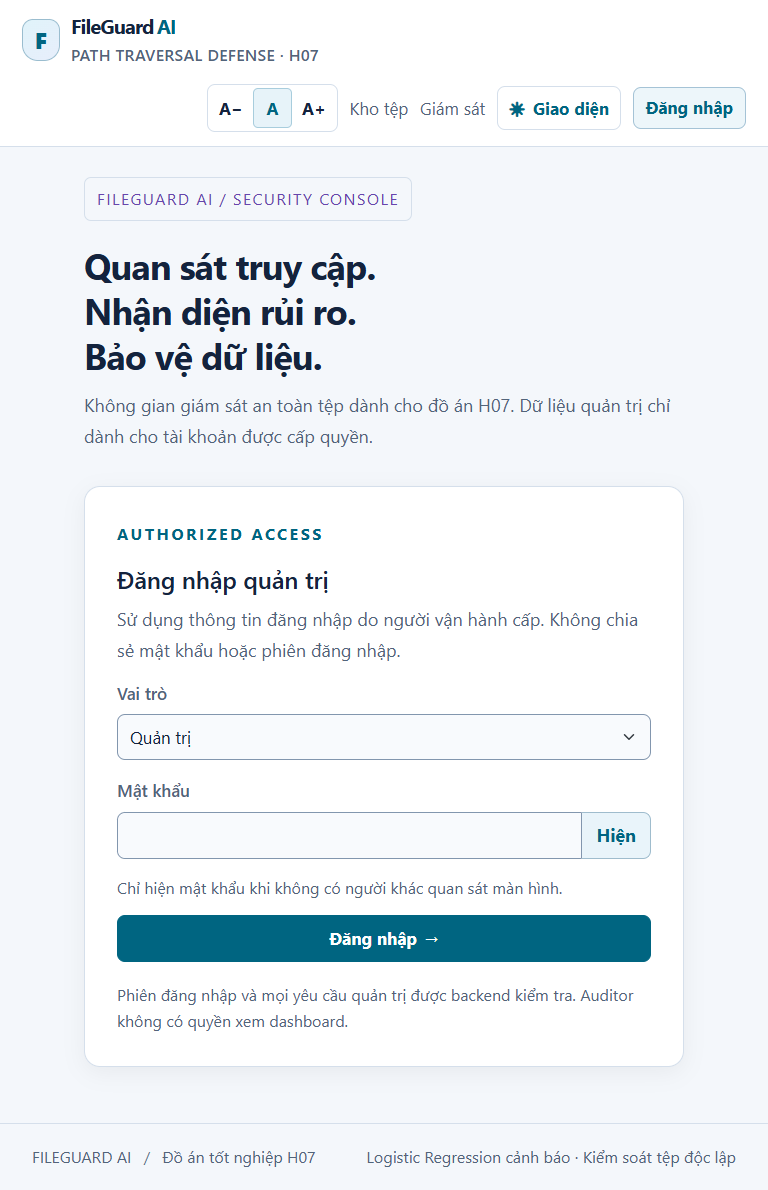 F
FileGuard AI
PATH TRAVERSAL DEFENSE · H07
A− A A+ Kho tệp Giám sát Giao diện Đăng nhập
FILEGUARD AI / SECURITY CONSOLE
Quan sát truy cập.
Nhận diện rủi ro.
Bảo vệ dữ liệu.
Không gian giám sát an toàn tệp dành cho đồ án H07. Dữ liệu quản trị chỉ
dành cho tài khoản được cấp quyền.
AUTHORIZED ACCESS
Đăng nhập quản trị
Sử dụng thông tin đăng nhập do người vận hành cấp. Không chia
sẻ mật khẩu hoặc phiên đăng nhập.
Vai trò
Quản trị
Mật khẩu
Hiện
Chỉ hiện mật khẩu khi không có người khác quan sát màn hình.
Đăng nhập →
Phiên đăng nhập và mọi yêu cầu quản trị được backend kiểm tra. Auditor
không có quyền xem dashboard.
FILEGUARD AI / Đồ án tốt nghiệp H07 Logistic Regression cảnh báo · Kiểm soát tệp độc lập